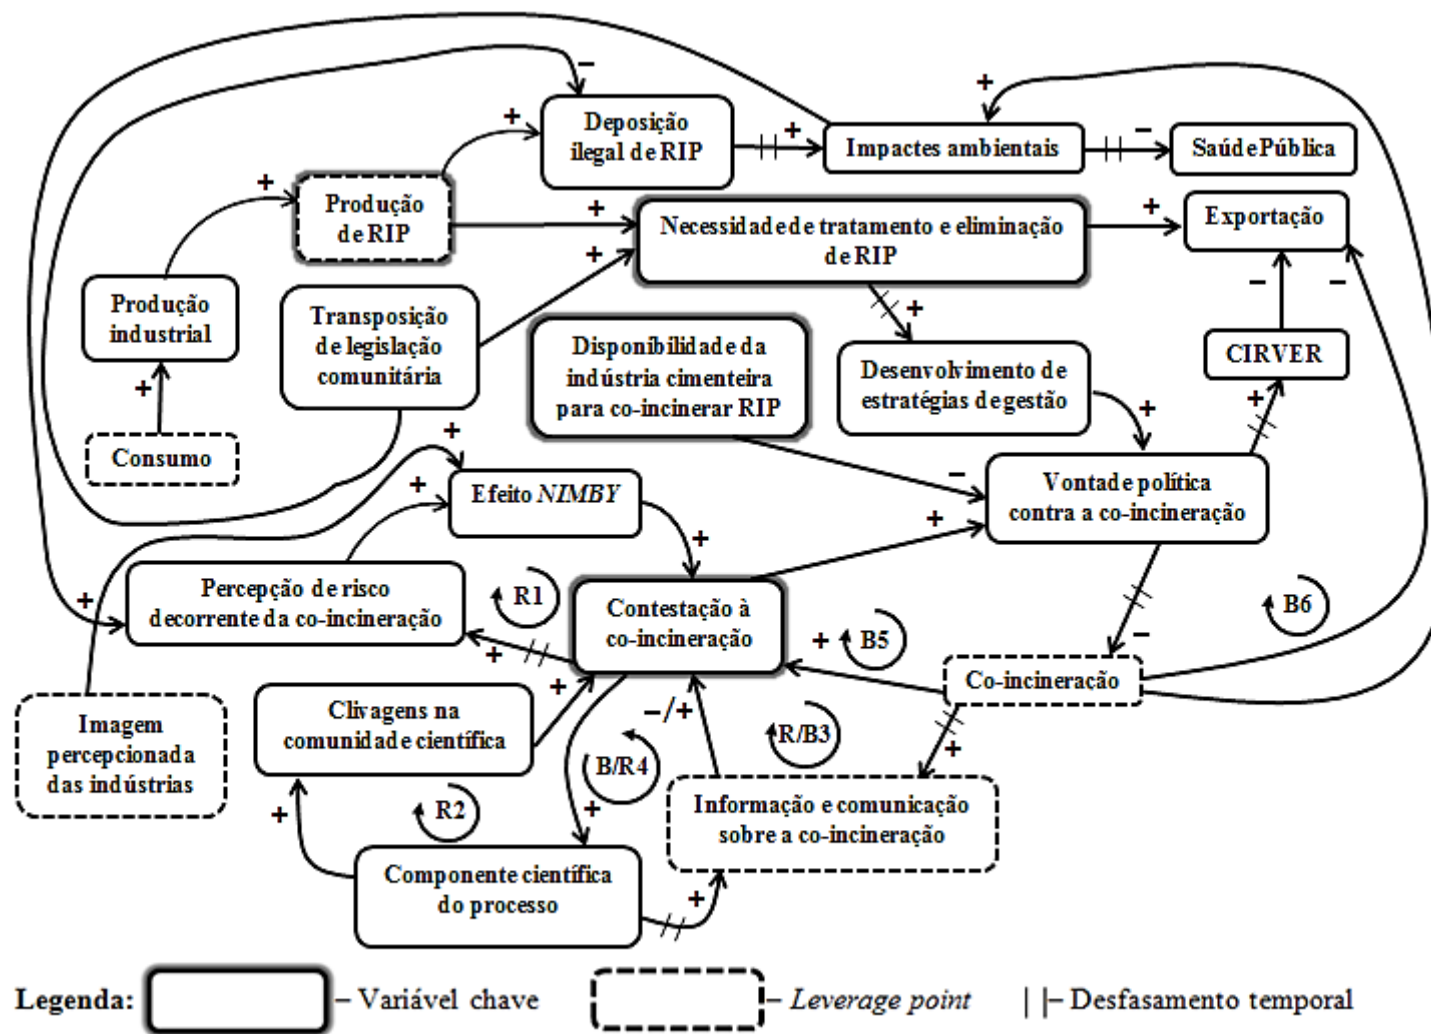 Deposição
ilegal de RIP
Impactes ambientais
Saúde Pública
Produção
de RIP
Necessidade de tratamento e eliminação
de RIP
Exportação
Produção
industrial
Transposição
de legislação
comunitária
Disponibilidade da
indústria cimenteira
para co-incinerar RIP
Desenvolvimento de
estratégias de gestão
CIRVER
Consumo
Efeito NIMBY
Vontade política
contra a co-incineração
Percepção de risco
decorrente da co-incineração
R1
Contestação à
co-incineração
B5
B6
Co-incineração
Imagem
percepcionada
das indústrias
Clivagens na
comunidade científica
–/+
R/B3
B/R4
R2
Informação e comunicação
sobre a co-incineração
Componente científica
do processo
Legenda: – Variável chave – Leverage point | |– Desfasamento temporal